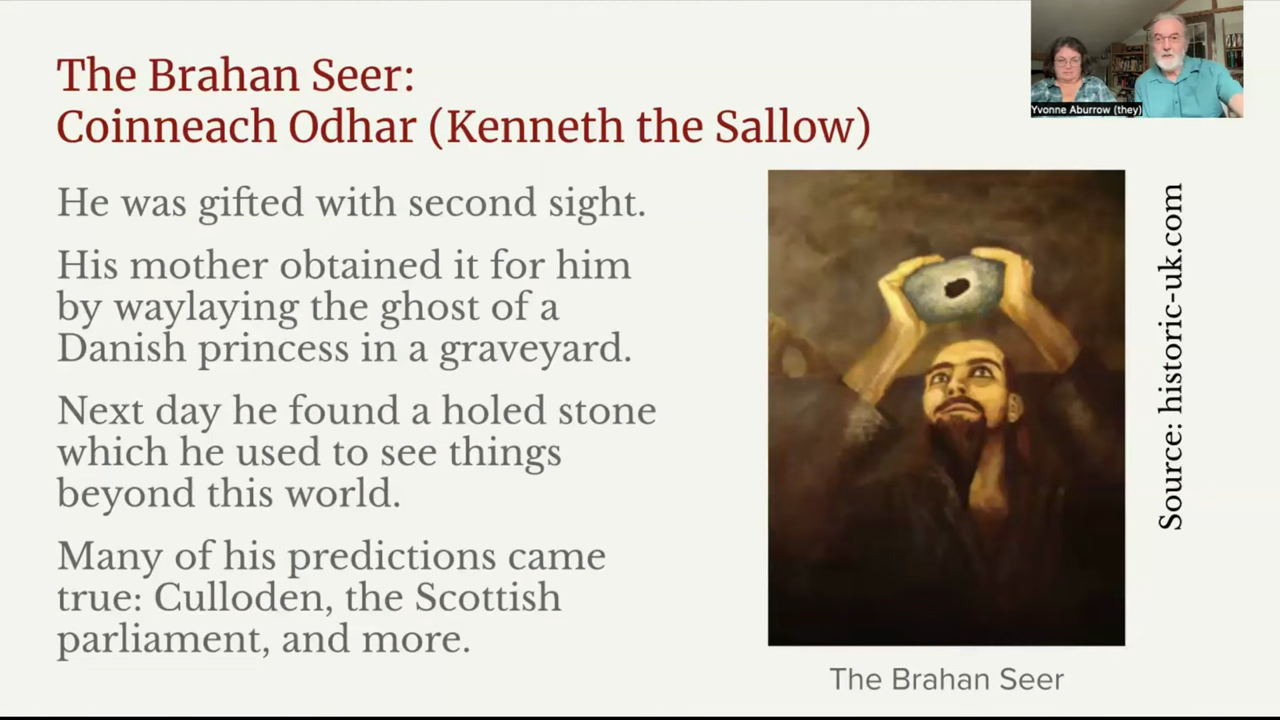 The Brahan Seer:
Coinneach Odhar (Kenneth the Sallow)
Yvonne Aburrow (they)
He was gifted with second sight.
His mother obtained it for him
by waylaying the ghost of a
Danish princess in a graveyard.
Next day he found a holed stone
which he used to see things
beyond this world.
Many of his predictions came
true: Culloden, the Scottish
parliament, and more.
Source: historic-uk.com
The Brahan Seer